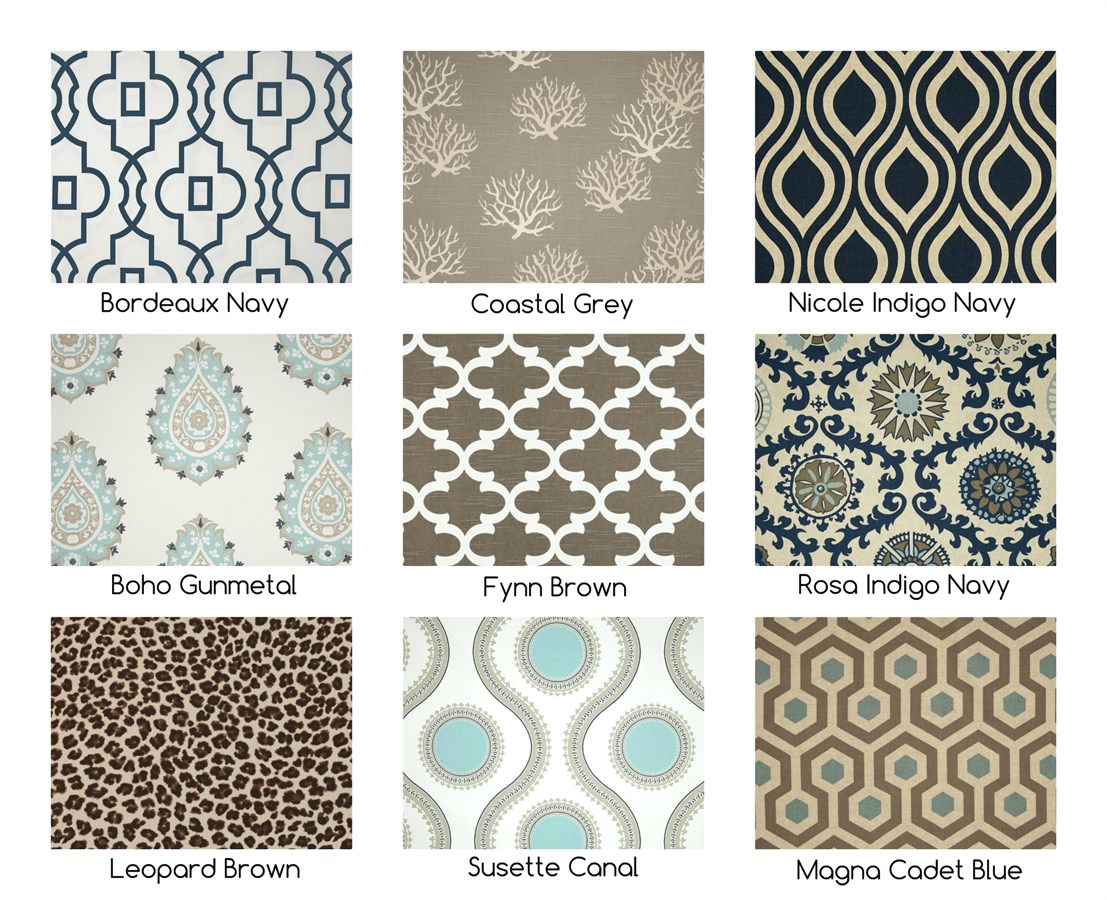 Bordeaux Navy
Coastal Grey
Nicole Indigo Navy
Boho Gunmetal
Fynn Brown
Rosa Indigo Navy
Leopard Brown
Susette Canal
Magna Cadet Blue